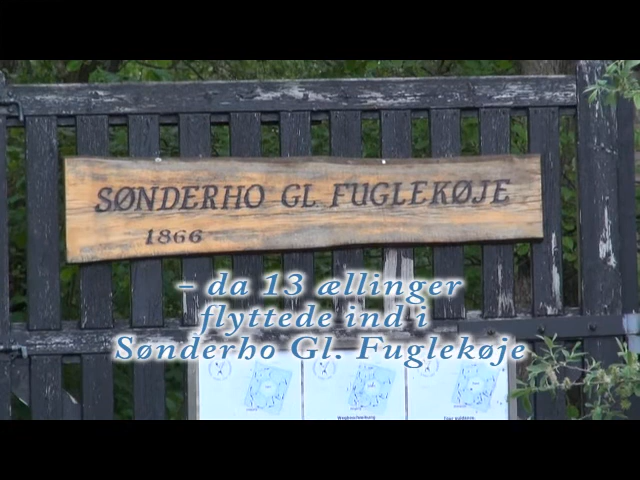 SØNDERHO GL. FUGLEKØJE
1866
– da 13 ællinger
flyttede ind i
Sønderho Gl. Fuglekøje